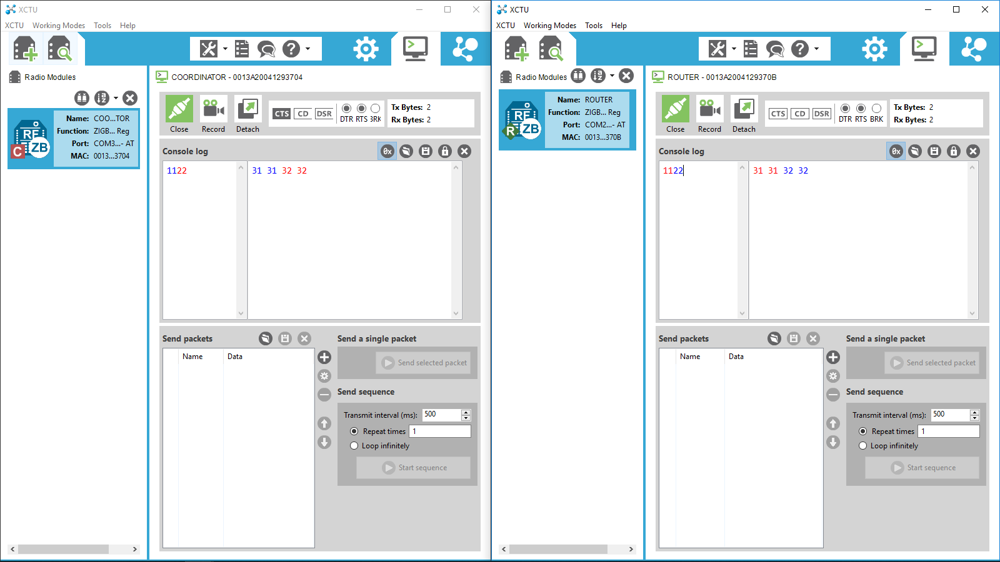 XCTU
XCTU Working Modes Tools Help
Radio Modules
RF
C ZB
Name: COO...TOR
Function: ZIGB... Reg
Port: COM3...- AT
MAC: 0013...3704
COORDINATOR - 0013A20041293704
Close Record Detach
CTS CD DSR
DTR RTS BRK
Tx Bytes: 2
Rx Bytes: 2
Console log
0x
1122
31 31 32 32
Send packets
Name Data
Send a single packet
Send selected packet
Send sequence
Transmit interval (ms): 500
Repeat times 1
Loop infinitely
Start sequence
XCTU
XCTU Working Modes Tools Help
Radio Modules
RF
R ZB
Name: ROUTER
Function: ZIGB... Reg
Port: COM2...- AT
MAC: 0013...370B
ROUTER - 0013A2004129370B
Close Record Detach
CTS CD DSR
DTR RTS BRK
Tx Bytes: 2
Rx Bytes: 2
Console log
0x
1122
31 31 32 32
Send packets
Name Data
Send a single packet
Send selected packet
Send sequence
Transmit interval (ms): 500
Repeat times 1
Loop infinitely
Start sequence